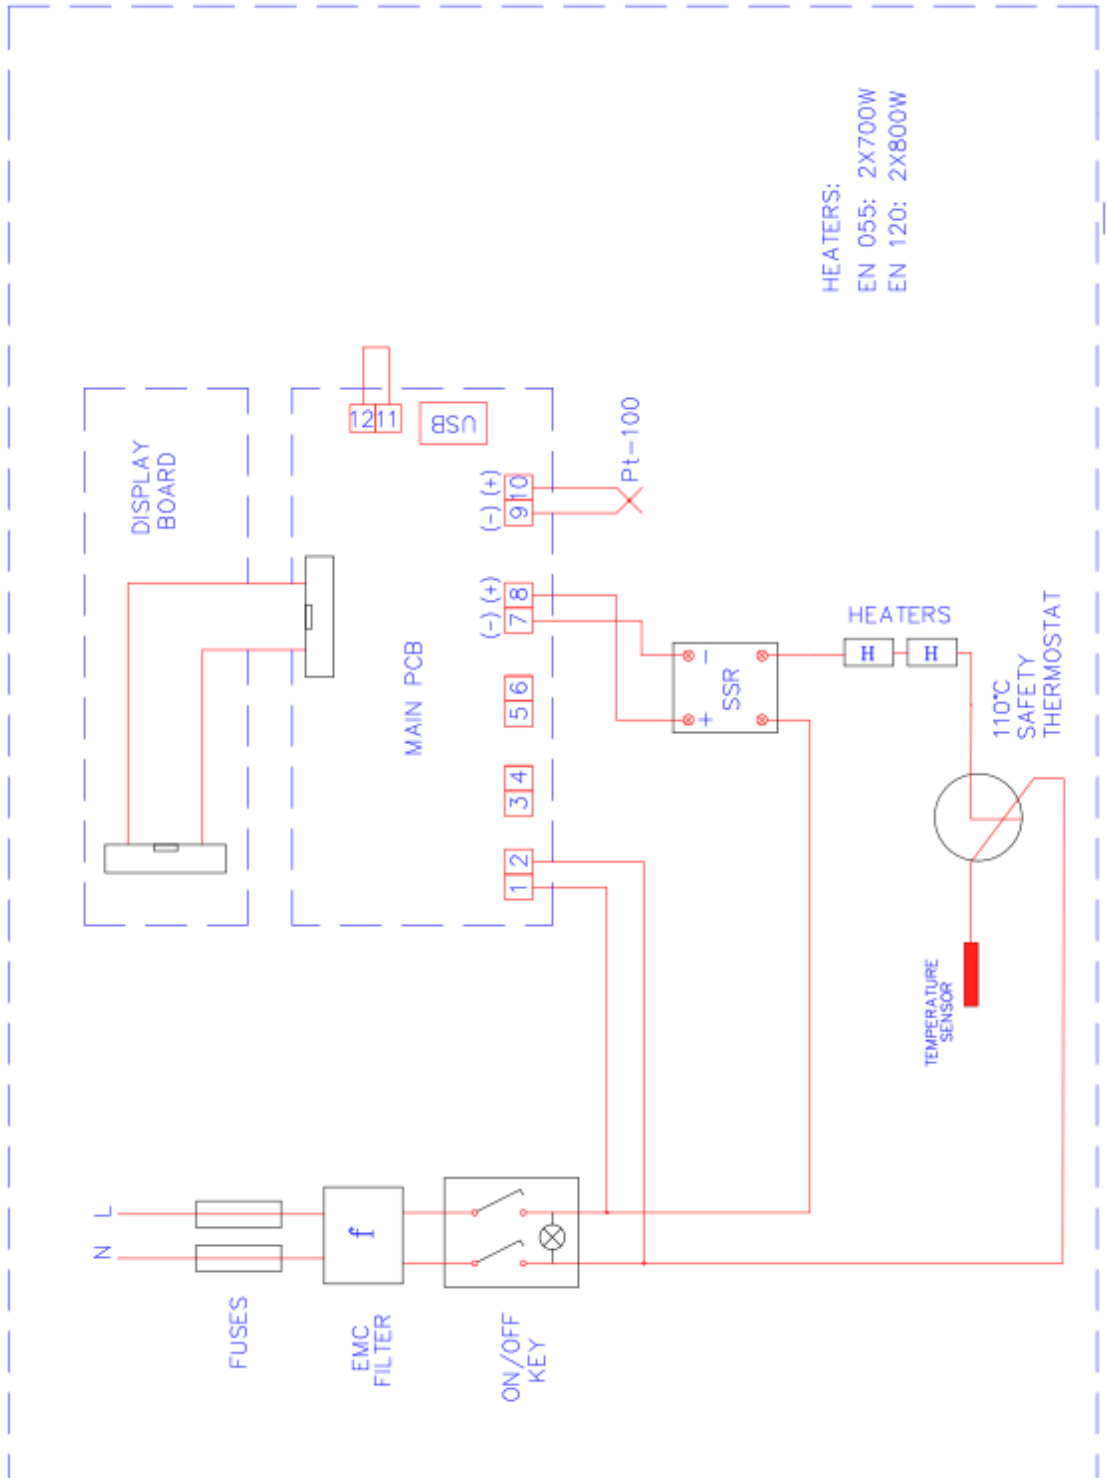 HEATERS:
EN 055: 2X700W
EN 120: 2X800W
DISPLAY
BOARD
12 11
USB
(-) (+)
9 10
Pt-100
MAIN PCB
(-) (+)
7 8
5 6
3 4
1 2
- +
SSR
HEATERS
H H
110°C
SAFETY
THERMOSTAT
TEMPERATURE
SENSOR
L
N
FUSES
f
EMC
FILTER
ON/OFF
KEY